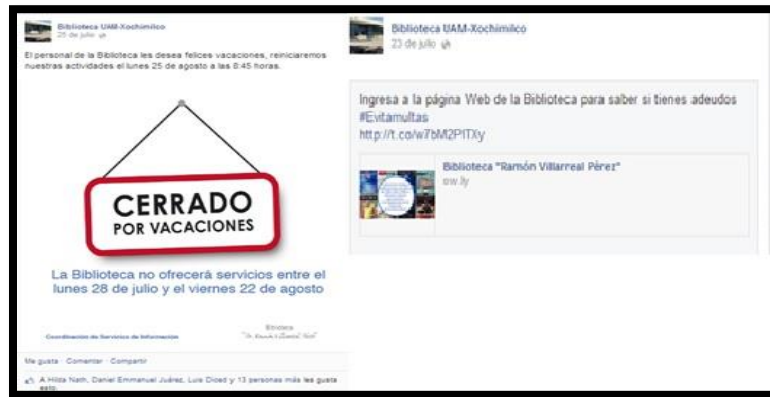 Biblioteca UAM-Xochimilco
25 de julio
El personal de la Biblioteca les desea felices vacaciones, reiniciaremos
nuestras actividades el lunes 25 de agosto a las 8:45 horas.
CERRADO
POR VACACIONES
La Biblioteca no ofrecerá servicios entre el
lunes 28 de julio y el viernes 22 de agosto
Coordinación de Servicios de Información
Biblioteca
Me gusta · Comentar · Compartir
A Hilda Nath, Daniel Emmanuel Juárez, Luis Diced y 13 personas más les gusta
esto.
Biblioteca UAM-Xochimilco
23 de julio
Ingresa a la página Web de la Biblioteca para saber si tienes adeudos
#Evitamultas
Biblioteca "Ramón Villarreal Pérez"
ow.ly